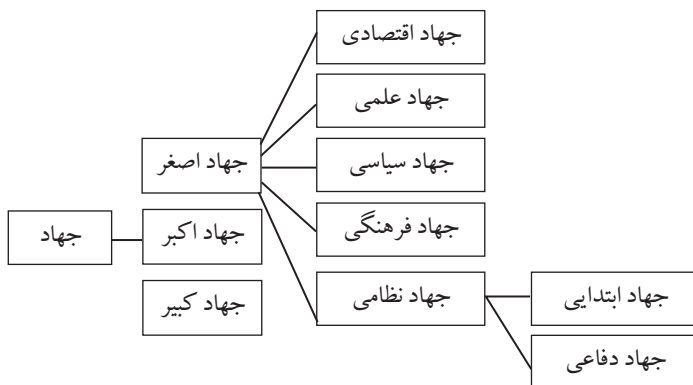 جهاد اقتصادی
جهاد علمی
جهاد اصغر
جهاد سیاسی
جهاد
جهاد اکبر
جهاد فرهنگی
جهاد کبیر
جهاد نظامی
جهاد ابتدایی
جهاد دفاعی